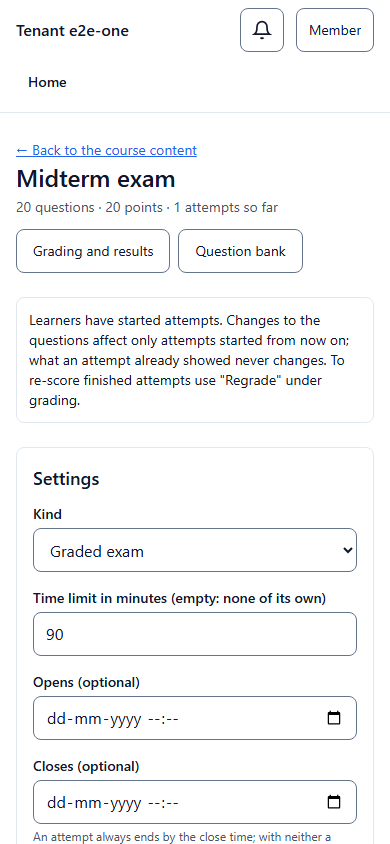 Tenant e2e-one
Member
Home
← Back to the course content
Midterm exam
20 questions · 20 points · 1 attempts so far
Grading and results
Question bank
Learners have started attempts. Changes to the
questions affect only attempts started from now on;
what an attempt already showed never changes. To
re-score finished attempts use "Regrade" under
grading.
Settings
Kind
Graded exam
Time limit in minutes (empty: none of its own)
90
Opens (optional)
dd-mm-yyyy --:--
Closes (optional)
dd-mm-yyyy --:--
An attempt always ends by the close time; with neither a